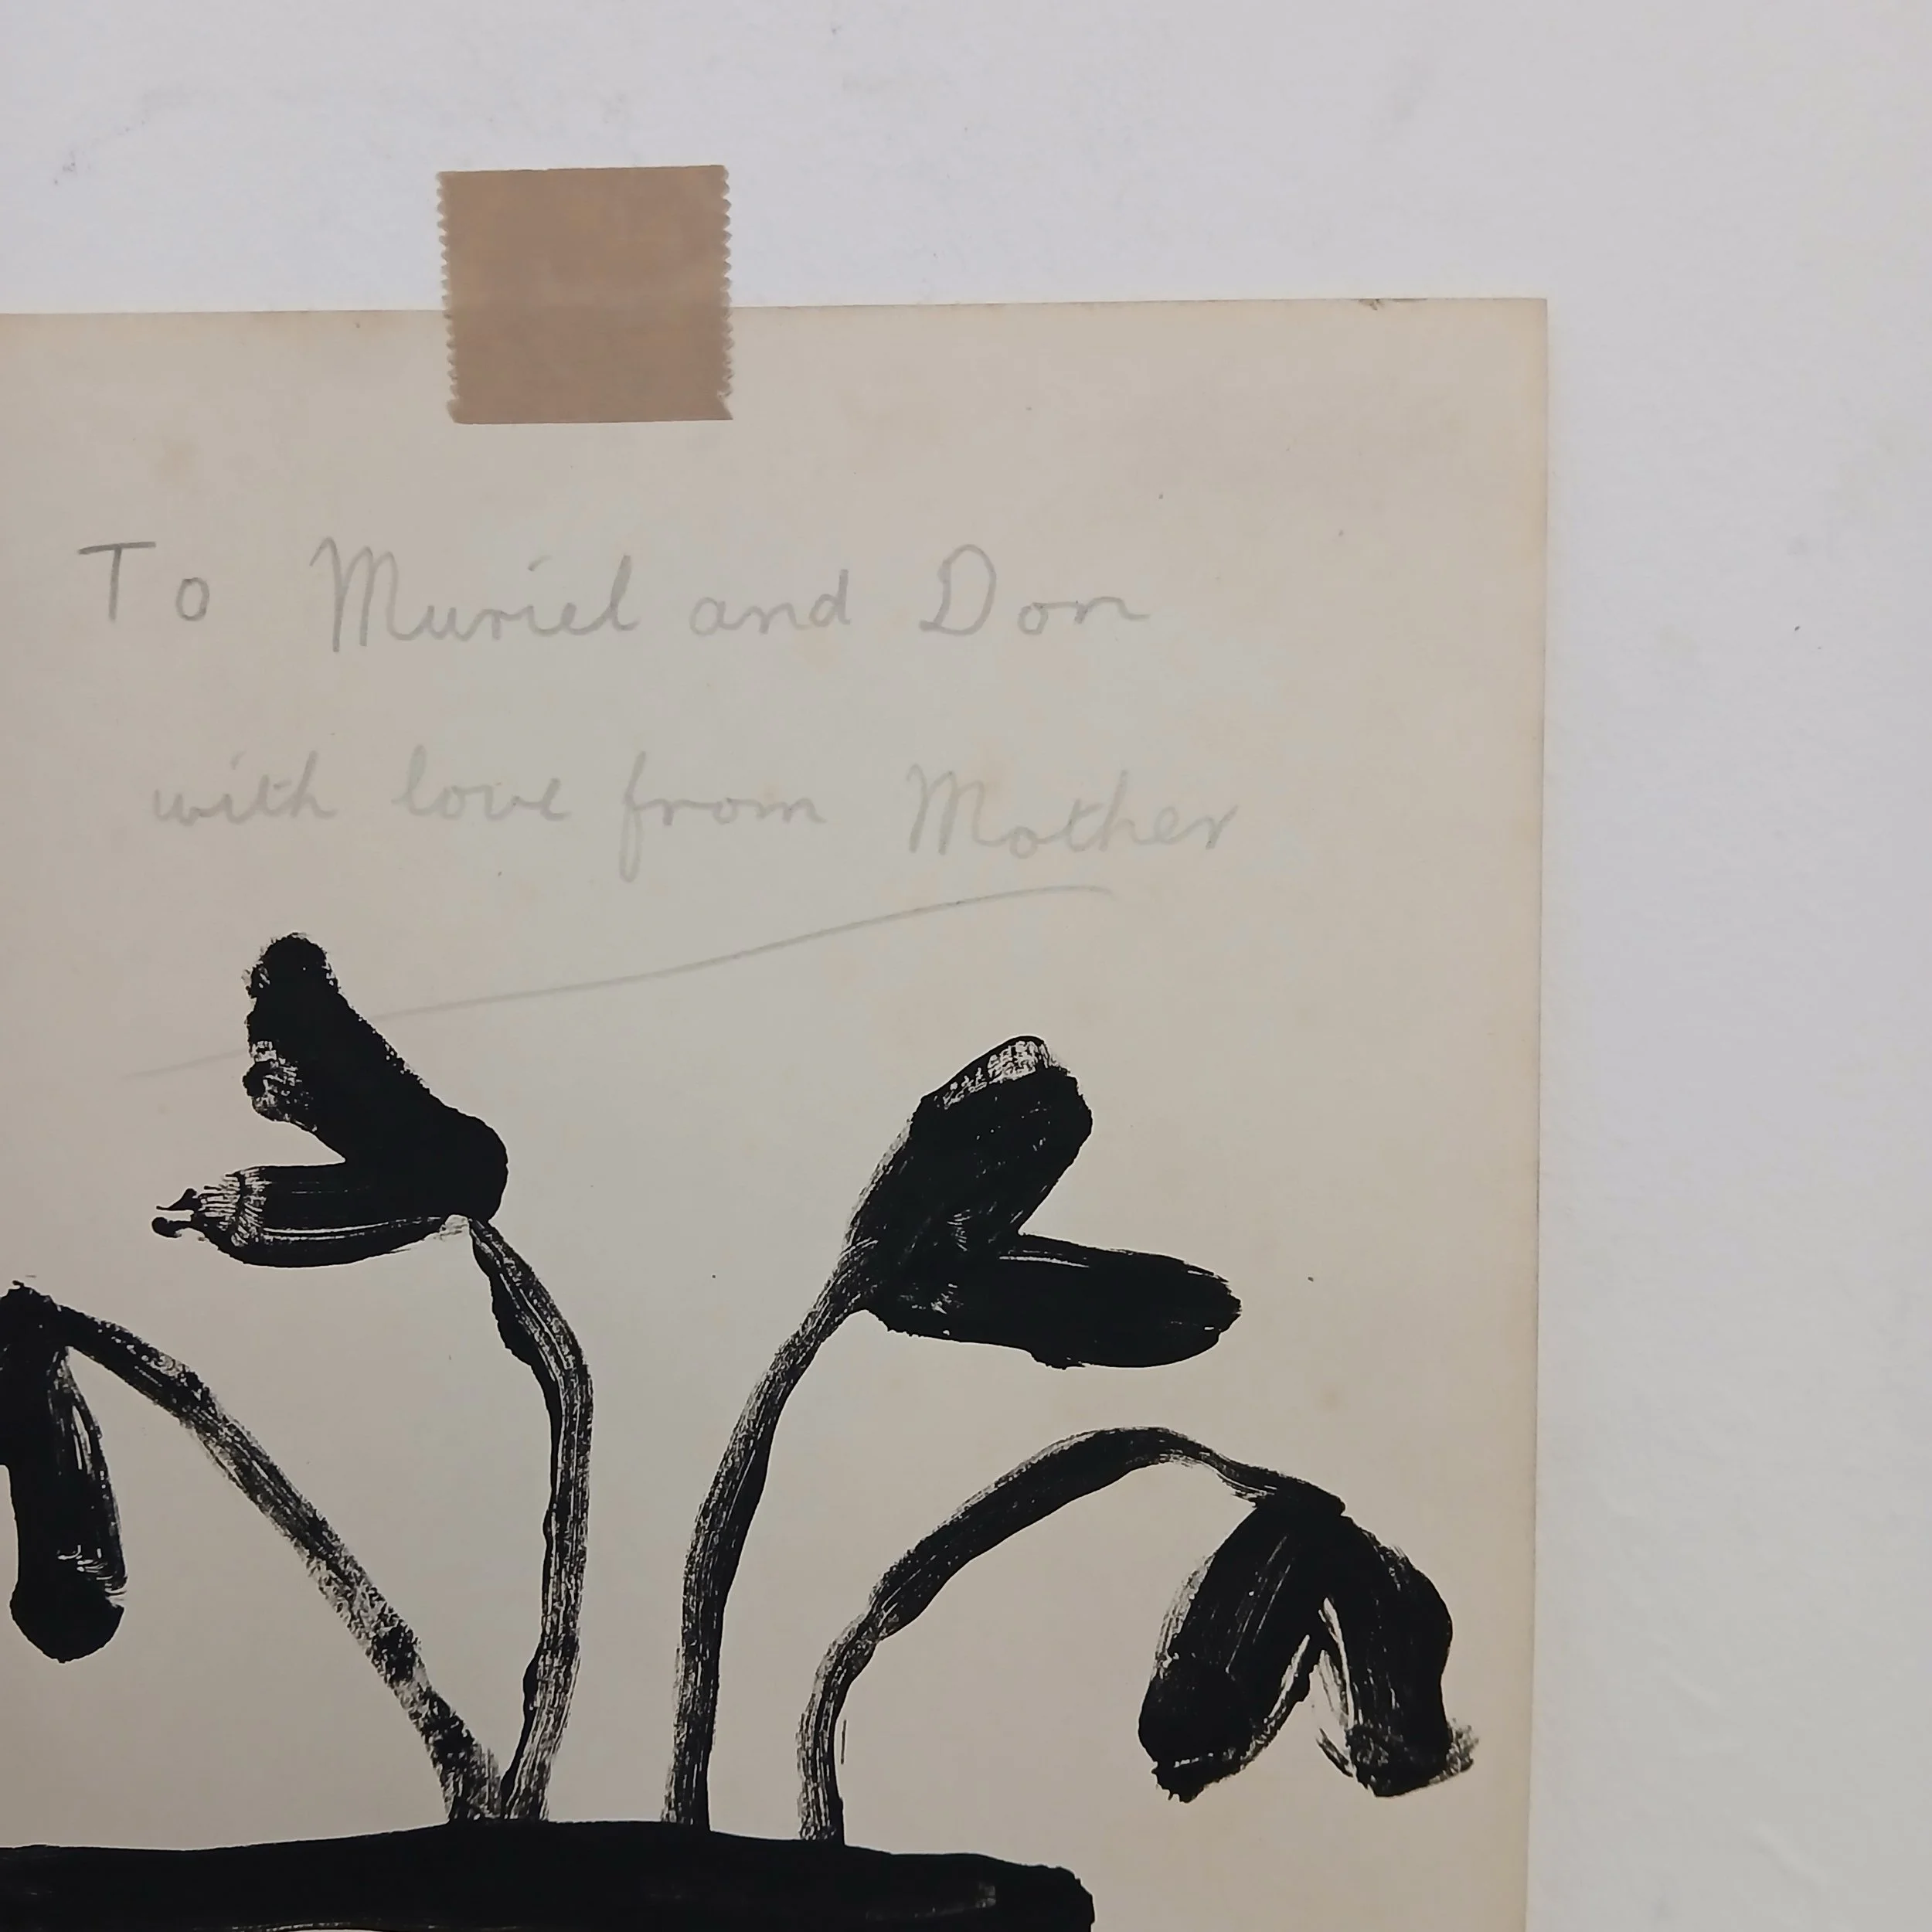 To Muriel and Don
with love from Mother